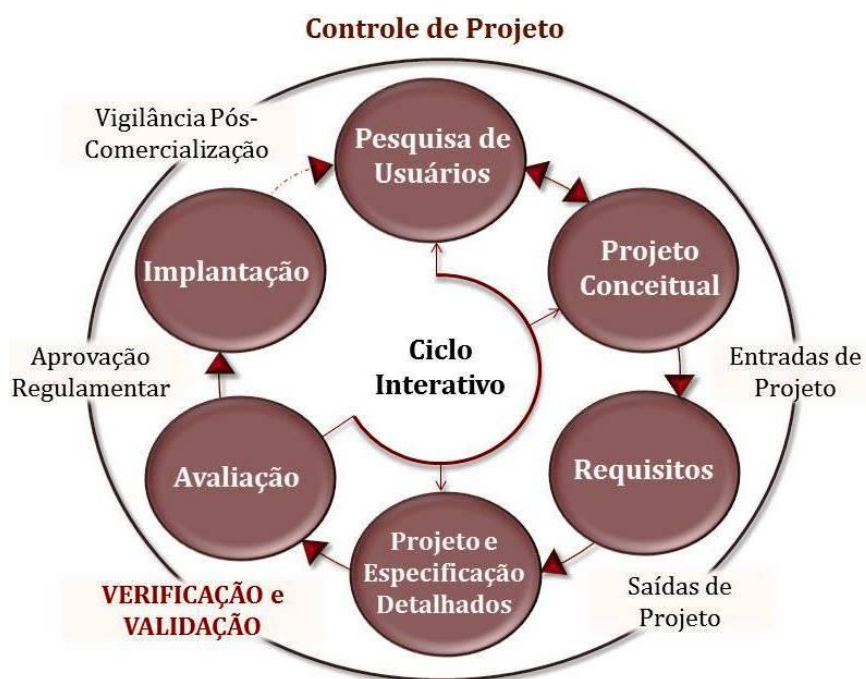 Controle de Projeto
Vigilância Pós-
Comercialização
Pesquisa de
Usuários
Projeto
Conceitual
Implantação
Ciclo
Interativo
Aprovação
Regulamentar
Entradas de
Projeto
Avaliação
Requisitos
Projeto e
Especificação
Detalhados
VERIFICAÇÃO e
VALIDAÇÃO
Saídas de
Projeto